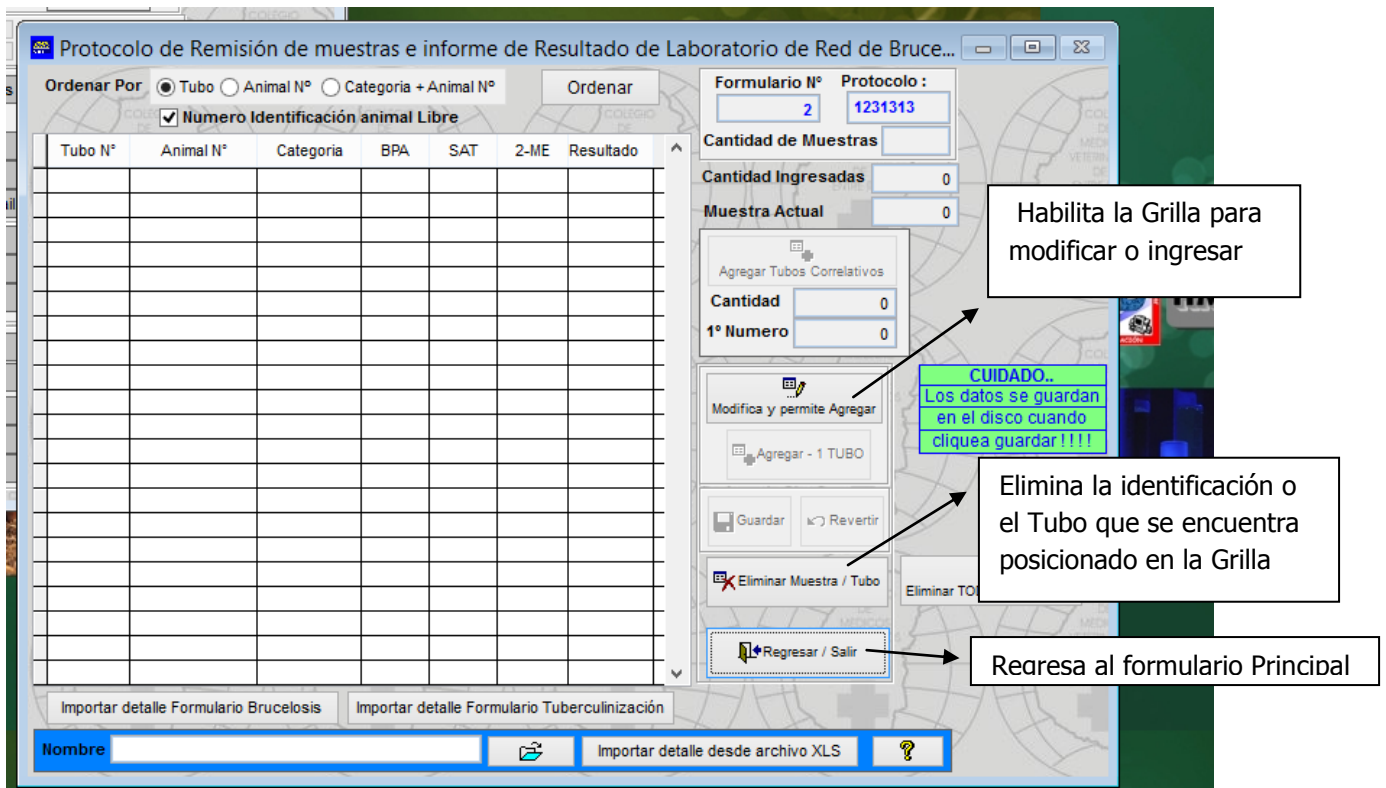 Protocolo de Remisión de muestras e informe de Resultado de Laboratorio de Red de Bruce...
Ordenar Por Tubo Animal Nº Categoria + Animal Nº Ordenar
Numero Identificación animal Libre
Formulario Nº Protocolo :
2 1231313
Cantidad de Muestras
Tubo N° Animal N° Categoria BPA SAT 2-ME Resultado
Cantidad Ingresadas 0
Muestra Actual 0
Habilita la Grilla para
modificar o ingresar
Agregar Tubos Correlativos
Cantidad 0
1º Numero 0
Modifica y permite Agregar
CUIDADO..
Los datos se guardan
en el disco cuando
cliquea guardar!!!!
Agregar - 1 TUBO
Guardar Revertir
Elimina la identificación o
el Tubo que se encuentra
posicionado en la Grilla
Eliminar Muestra / Tubo
Eliminar
Regresar / Salir
Regresa al formulario Principal
Importar detalle Formulario Brucelosis Importar detalle Formulario Tuberculinización
Nombre Importar detalle desde archivo XLS ?